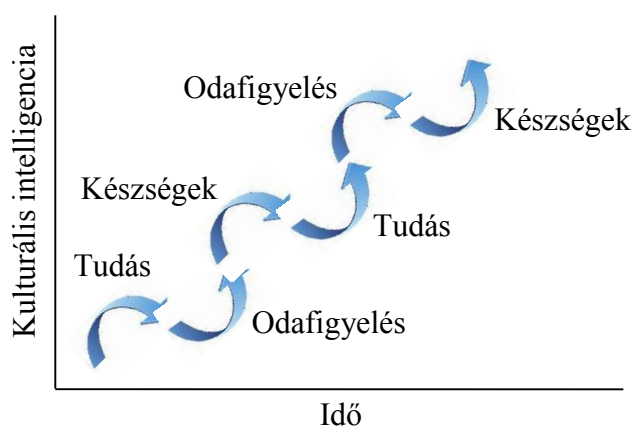 Kulturális intelligencia
Odafigyelés
Készségek
Készségek
Tudás
Tudás
Odafigyelés
Idő